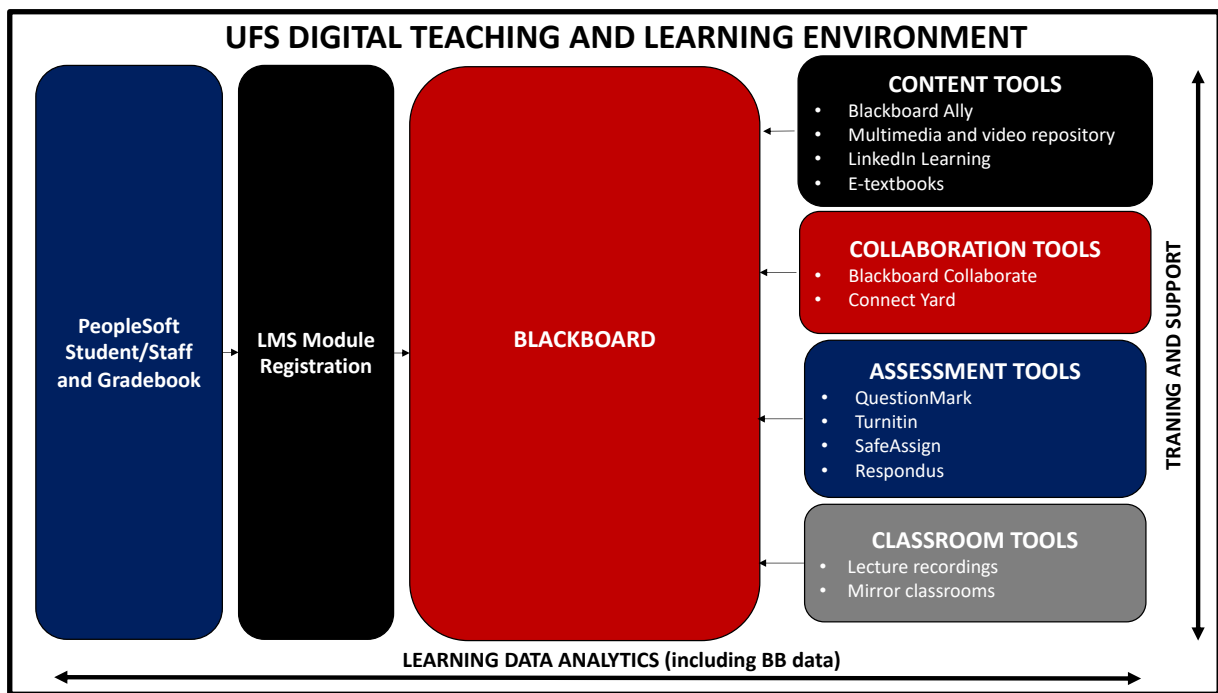 UFS DIGITAL TEACHING AND LEARNING ENVIRONMENT
PeopleSoft
Student/Staff
and Gradebook
LMS Module
Registration
BLACKBOARD
CONTENT TOOLS
• Blackboard Ally
• Multimedia and video repository
• LinkedIn Learning
• E-textbooks
COLLABORATION TOOLS
• Blackboard Collaborate
• Connect Yard
ASSESSMENT TOOLS
• QuestionMark
• Turnitin
• SafeAssign
• Respondus
CLASSROOM TOOLS
• Lecture recordings
• Mirror classrooms
TRANING AND SUPPORT
LEARNING DATA ANALYTICS (including BB data)